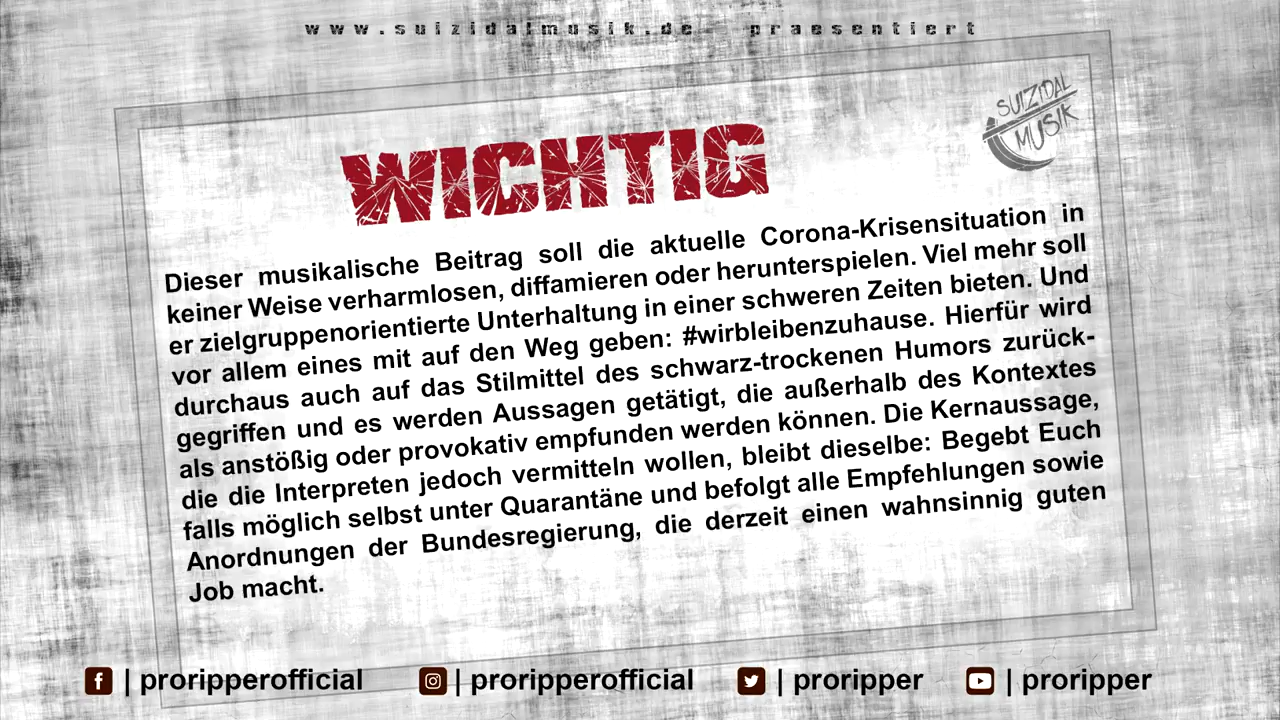 www.suizidalmusik.de praesentiert
SUIZIDAL
MUSIK
WICHTIG
Dieser musikalische Beitrag soll die aktuelle Corona-Krisensituation in
keiner Weise verharmlosen, diffamieren oder herunterspielen. Viel mehr soll
er zielgruppenorientierte Unterhaltung in einer schweren Zeiten bieten. Und
vor allem eines mit auf den Weg geben: #wirbleibenzuhause. Hierfür wird
durchaus auch auf das Stilmittel des schwarz-trockenen Humors zurück-
gegriffen und es werden Aussagen getätigt, die außerhalb des Kontextes
als anstößig oder provokativ empfunden werden können. Die Kernaussage,
die die Interpreten jedoch vermitteln wollen, bleibt dieselbe: Begebt Euch
falls möglich selbst unter Quarantäne und befolgt alle Empfehlungen sowie
Anordnungen der Bundesregierung, die derzeit einen wahnsinnig guten
Job macht.
| proripperofficial | proripperofficial | proripper | proripper